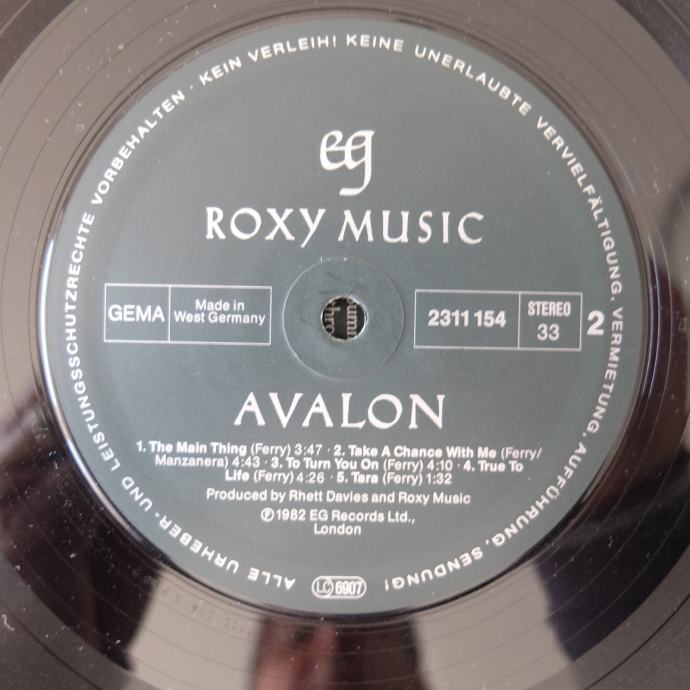 ALLE URHEBER- UND LEISTUNGSSCHUTZRECHTE VORBEHALTEN · KEIN VERLEIH! KEINE UNERLAUBTE VERVIELFÄLTIGUNG, VERMIETUNG, AUFFÜHRUNG, SENDUNG!
eg
ROXY MUSIC
GEMA
Made in
West Germany
2311 154
STEREO
33
2
AVALON
1. The Main Thing (Ferry) 3:47 · 2. Take A Chance With Me (Ferry/
Manzanera) 4:43 · 3. To Turn You On (Ferry) 4:10 · 4. True To
Life (Ferry) 4:26 · 5. Tara (Ferry) 1:32
Produced by Rhett Davies and Roxy Music
℗ 1982 EG Records Ltd.,
London
LC 6907